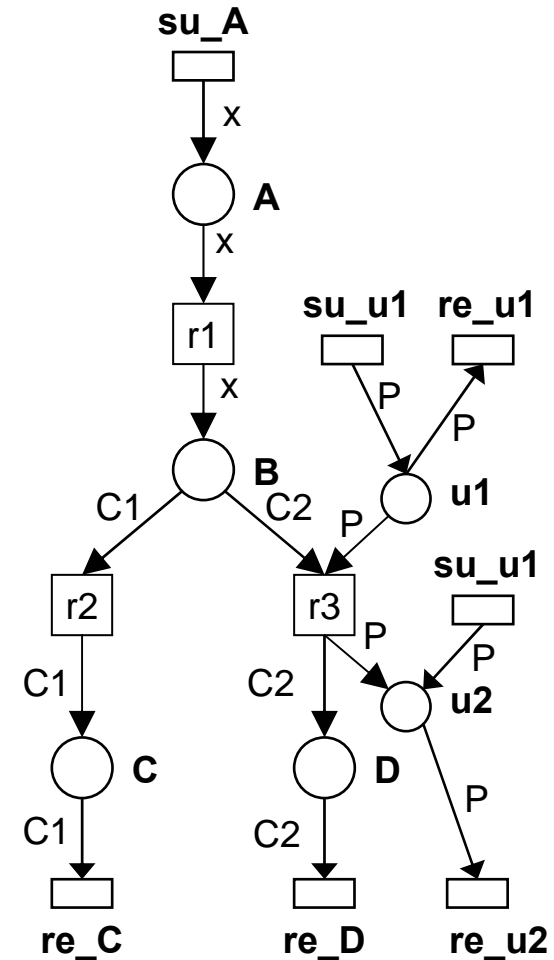 su_A
x
A
x
r1
su_u1 re_u1
x
P
P
B
u1
C1
C2
P
su_u1
r2
r3
P
P
C1
C2
u2
C
D
P
C1
C2
re_C
re_D
re_u2